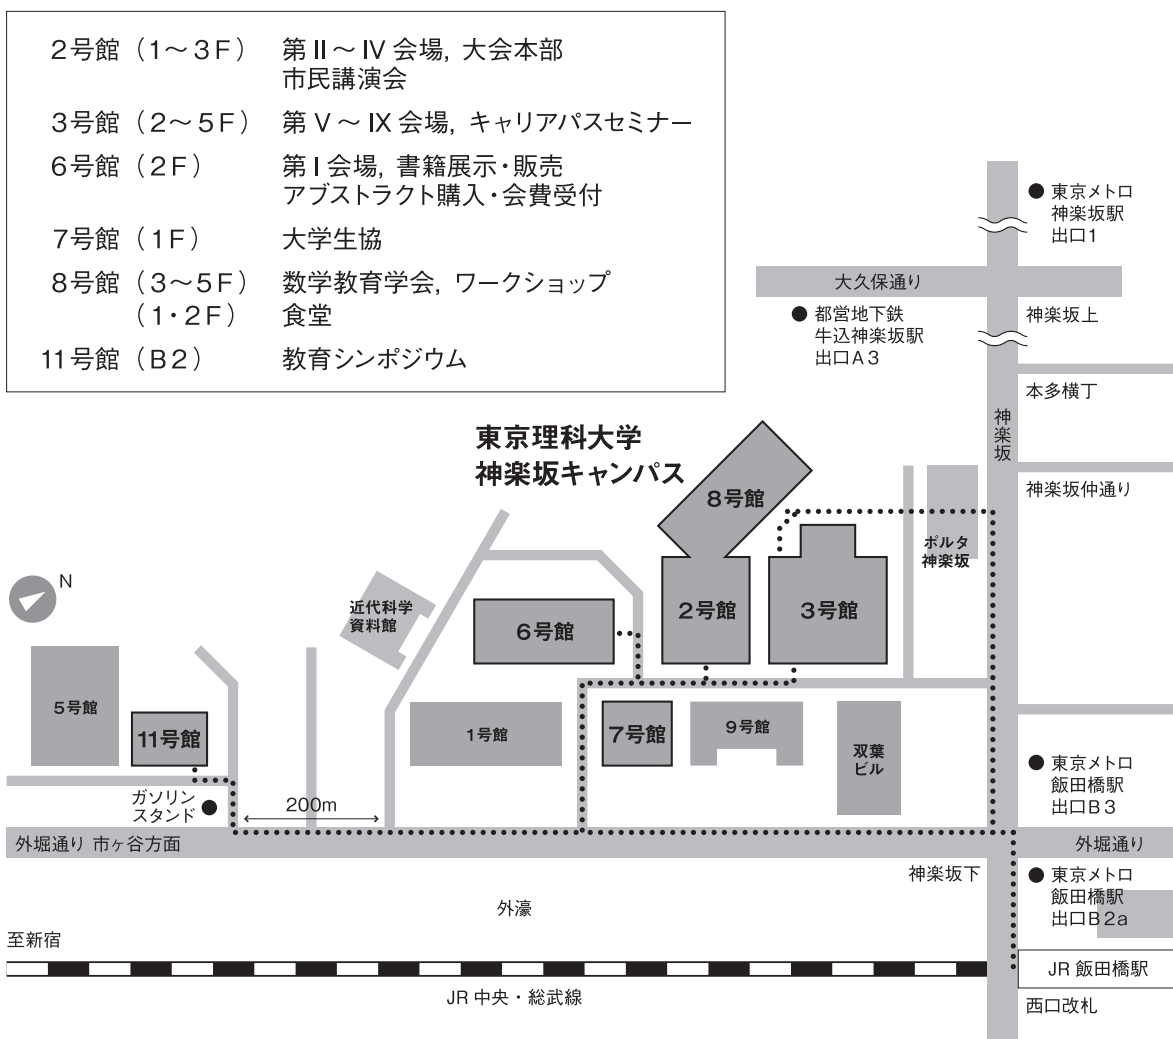 2号館 (1～3F) 第II～IV会場, 大会本部
市民講演会
3号館 (2～5F) 第V～IX会場, キャリアパスセミナー
6号館 (2F) 第I会場, 書籍展示・販売
アブストラクト購入・会費受付
7号館 (1F) 大学生協
8号館 (3～5F) 数学教育学会, ワークショップ
(1・2F) 食堂
11号館 (B2) 教育シンポジウム
東京メトロ
神楽坂駅
出口1
大久保通り
都営地下鉄
牛込神楽坂駅
出口A3
神楽坂上
本多横丁
神楽坂
神楽坂仲通り
東京理科大学
神楽坂キャンパス
8号館
ポルタ
神楽坂
N
近代科学
資料館
6号館
2号館
3号館
5号館
11号館
1号館
7号館
9号館
双葉
ビル
東京メトロ
飯田橋駅
出口B3
ガソリン
スタンド
200m
外堀通り 市ヶ谷方面
外堀通り
神楽坂下
東京メトロ
飯田橋駅
出口B2a
外濠
至新宿
JR 飯田橋駅
JR 中央・総武線
西口改札